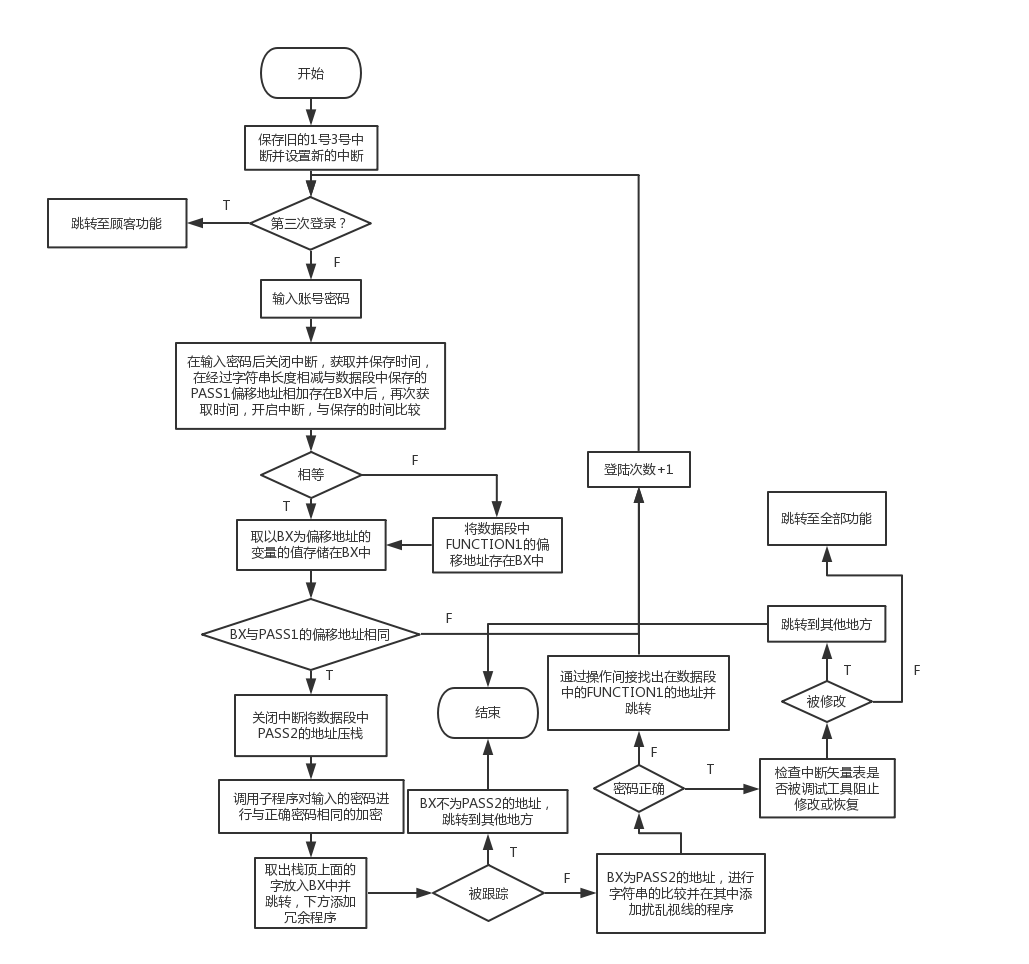 开始
保存旧的1号3号中
断并设置新的中断
第三次登录?
T
跳转至顾客功能
F
输入账号密码
在输入密码后关闭中断，获取并保存时间，
在经过字符串长度相减与数据段中保存的
PASS1偏移地址相加存在BX中后，再次获
取时间，开启中断，与保存的时间比较
相等
F
T
取以BX为偏移地址的
变量的值存储在BX中
将数据段中
FUNCTION1的偏
移地址存在BX中
登陆次数+1
BX与PASS1的偏移地址相同
F
T
关闭中断将数据段中
PASS2的地址压栈
调用子程序对输入的密码进
行与正确密码相同的加密
取出栈顶上面的
字放入BX中并
跳转，下方添加
冗余程序
被跟踪
T
BX不为PASS2的地址，
跳转到其他地方
结束
F
BX为PASS2的地址，进行
字符串的比较并在其中添
加扰乱视线的程序
密码正确
F
通过操作间接找出在数据段
中的FUNCTION1的地址并
跳转
T
检查中断矢量表是
否被调试工具阻止
修改或恢复
被修改
T
跳转到其他地方
F
跳转至全部功能